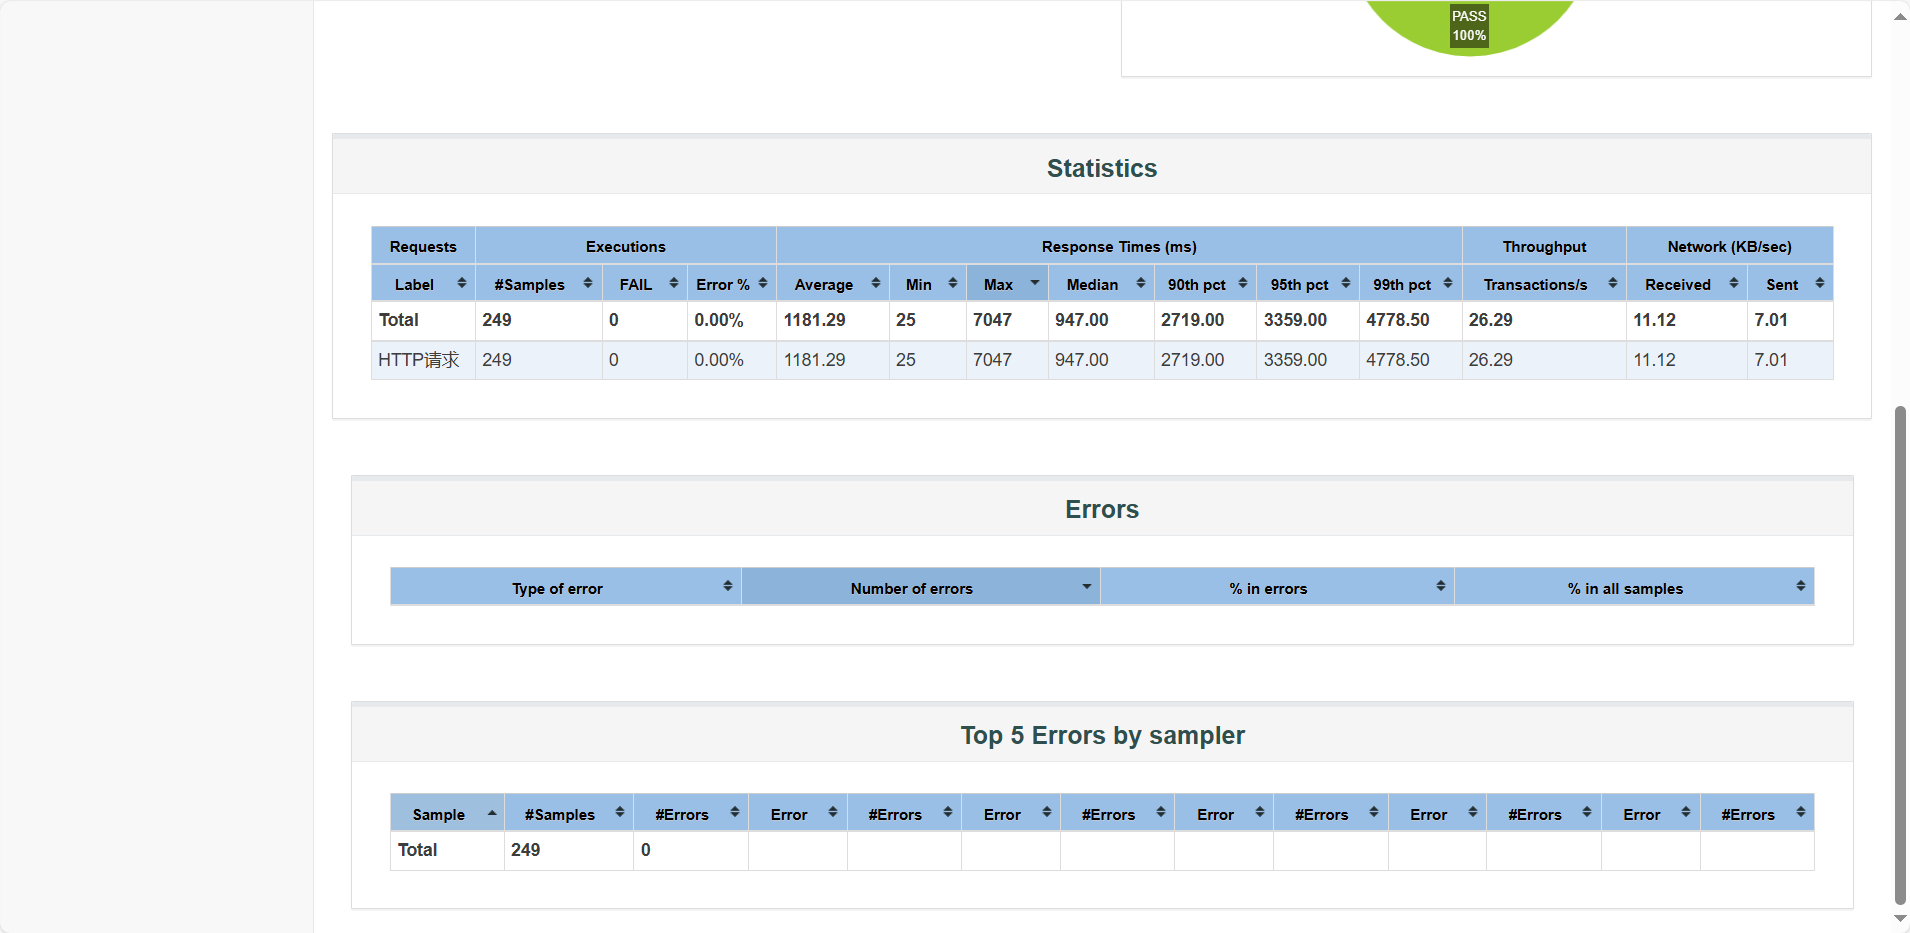 PASS
100%
Statistics
Requests Executions Response Times (ms) Throughput Network (KB/sec)
Label #Samples FAIL Error % Average Min Max Median 90th pct 95th pct 99th pct Transactions/s Received Sent
Total 249 0 0.00% 1181.29 25 7047 947.00 2719.00 3359.00 4778.50 26.29 11.12 7.01
HTTP请求 249 0 0.00% 1181.29 25 7047 947.00 2719.00 3359.00 4778.50 26.29 11.12 7.01
Errors
Type of error Number of errors % in errors % in all samples
Top 5 Errors by sampler
Sample #Samples #Errors Error #Errors Error #Errors Error #Errors Error #Errors Error #Errors
Total 249 0